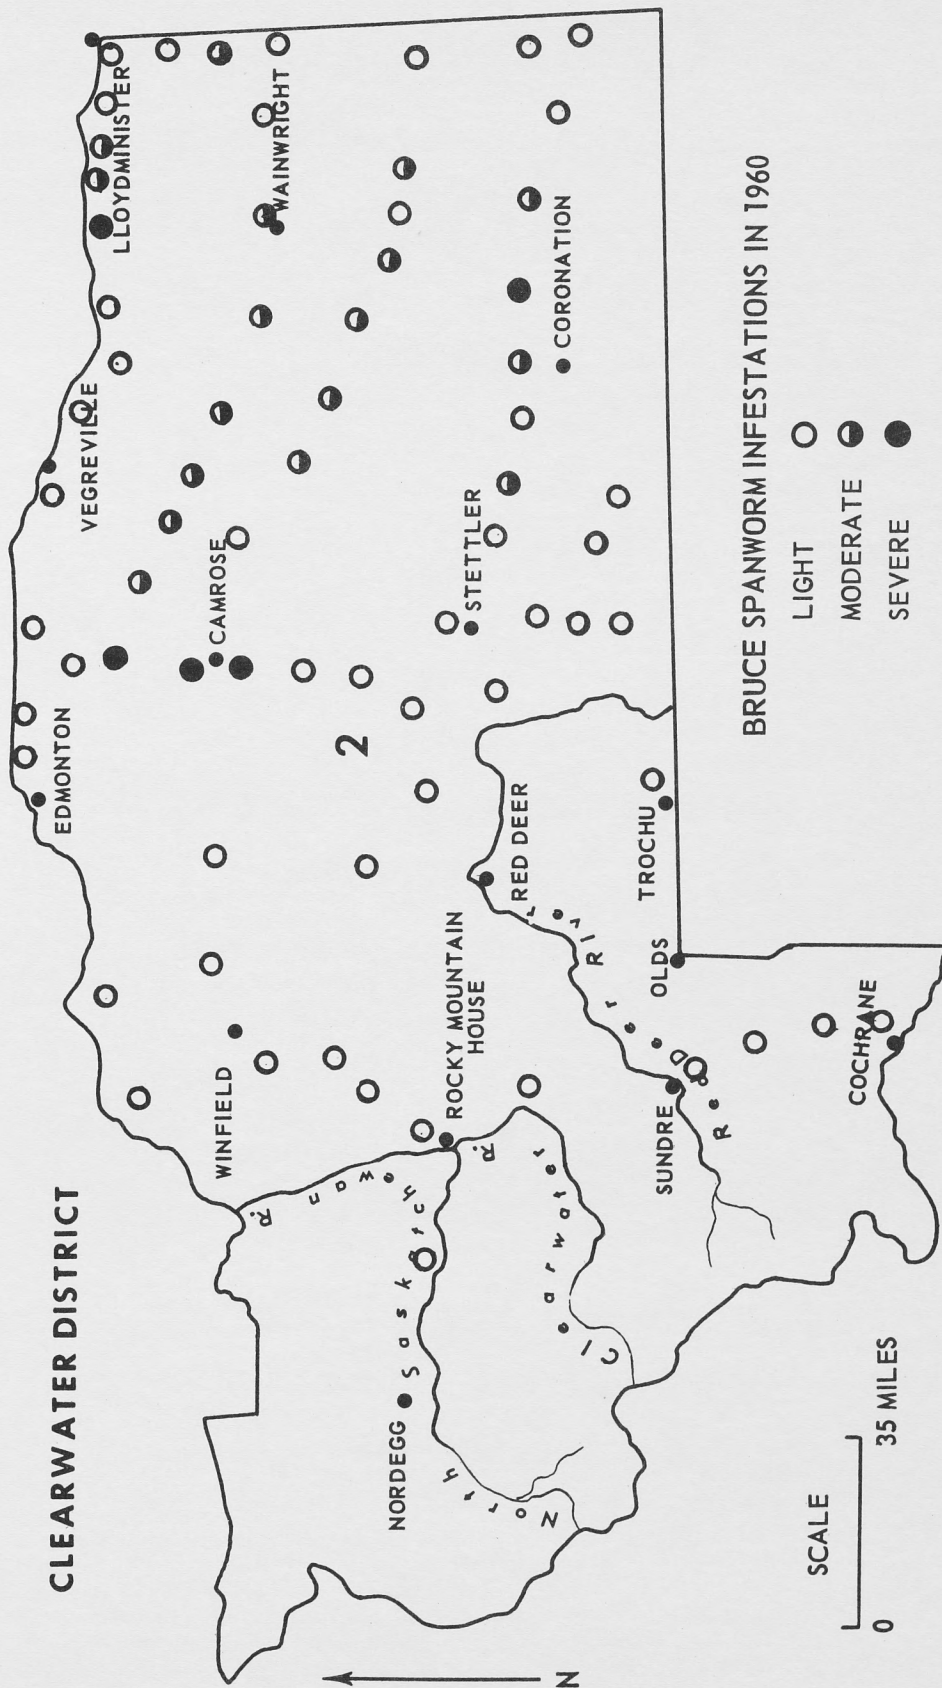 CLEARWATER DISTRICT
EDMONTON
VEGREVILLE
LLOYDMINISTER
WINFIELD
CAMROSE
WAINWRIGHT
2
NORDEGG
North Saskatchewan R.
ROCKY MOUNTAIN
HOUSE
STETTLER
CORONATION
Clearwater R.
RED DEER
Red Deer River
SUNDRE
OLDS
TROCHU
COCHRANE
N
SCALE
0 35 MILES
BRUCE SPANWORM INFESTATIONS IN 1960
LIGHT
MODERATE
SEVERE